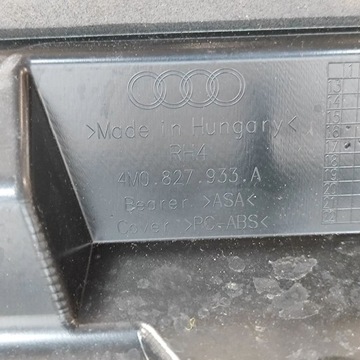 >Made in Hungary<
RH4
4M0.827.933.A
Bearer >ASA<
Cover >PC-ABS<